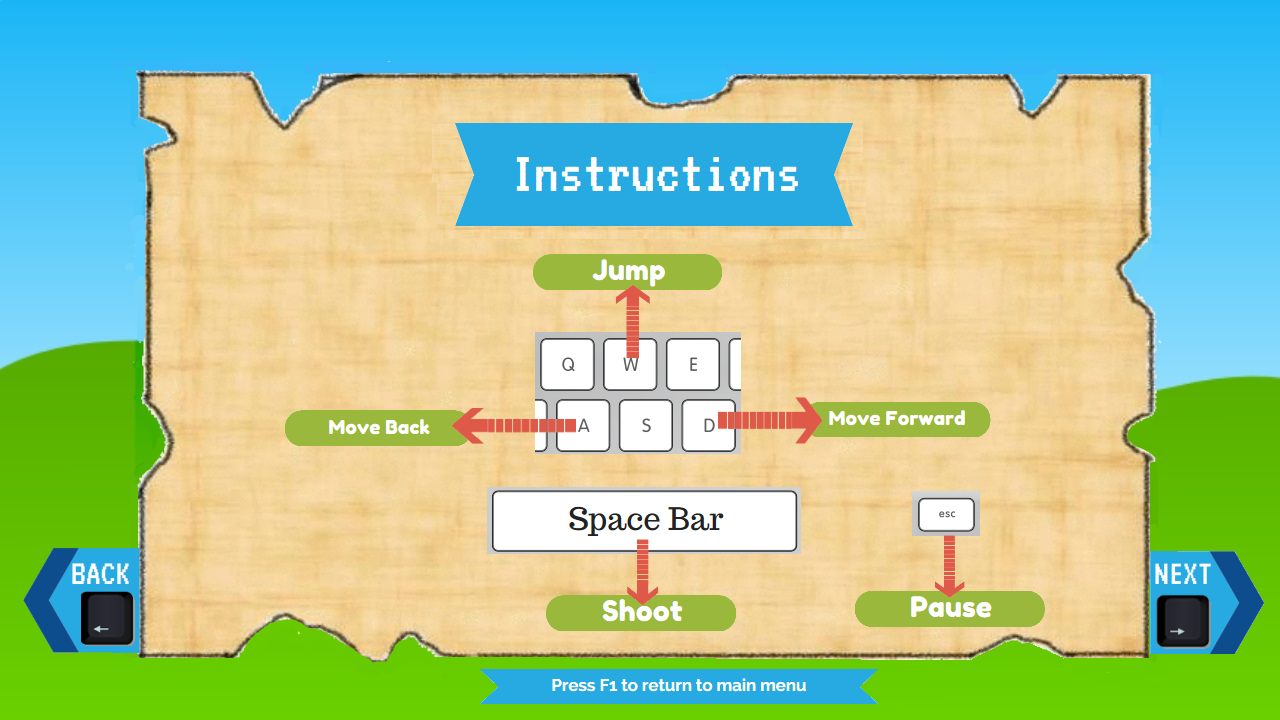 Instructions
Jump
Q W E
Move Back
A S D
Move Forward
Space Bar
esc
BACK
←
NEXT
→
Shoot
Pause
Press F1 to return to main menu